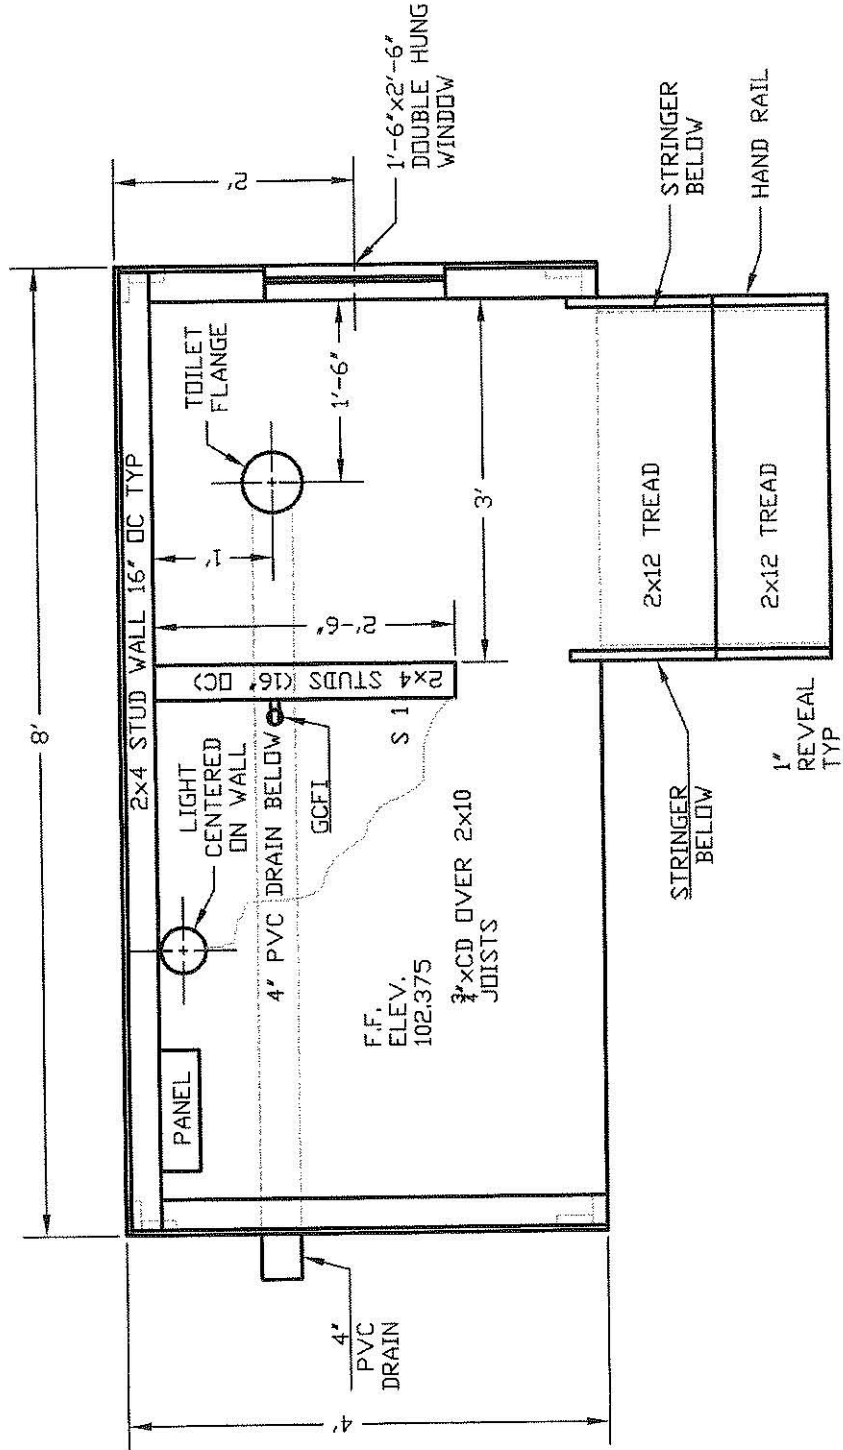 8'
2'
1'-6"x2'-6"
DOUBLE HUNG
WINDOW
2x4 STUD WALL 16" OC TYP
TOILET
FLANGE
1'-6"
1'
2'-6"
3'
LIGHT
CENTERED
ON WALL
2x4 STUDS (16" OC)
S 1
GCFI
4" PVC DRAIN BELOW
PANEL
F.F.
ELEV.
102.375
¾"xCD OVER 2x10
JOISTS
4"
PVC
DRAIN
4'
STRINGER
BELOW
HAND RAIL
2x12 TREAD
2x12 TREAD
STRINGER
BELOW
1"
REVEAL
TYP